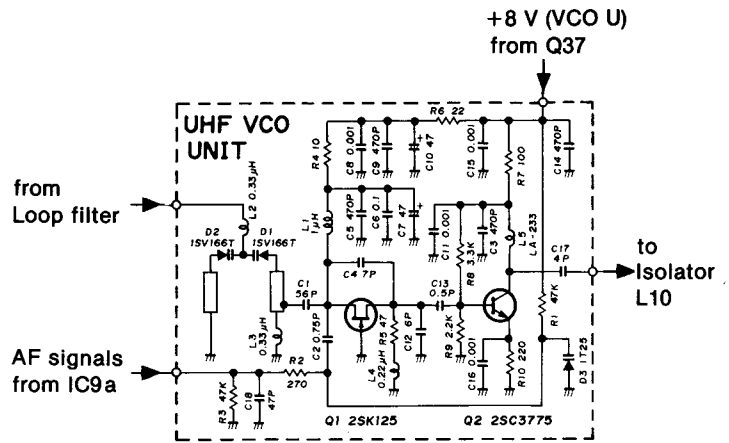 +8 V (VCO U)
from Q37
UHF VCO
UNIT
R6 22
R4 10
C8 0.001
C9 470P
C10 47
+
C15 0.001
R7 100
C14 470P
from
Loop filter
L2 0.33μH
D2
1SV166T
D1
1SV166T
L1
1μH
C5 470P
C6 0.1
C7 47
+
C11 0.001
R8 3.3K
C3 470P
L5
LA-233
C17
4P
to
Isolator
L10
C4 7P
C1
56P
C13
0.5P
C2 0.75P
R5 47
C12 6P
R9 2.2K
R1 47K
L3
0.33μH
L4
0.22μH
C16 0.001
R10 220
D3 1T25
AF signals
from IC9a
R2
270
R3 47K
C18
47P
Q1 2SK125
Q2 2SC3775